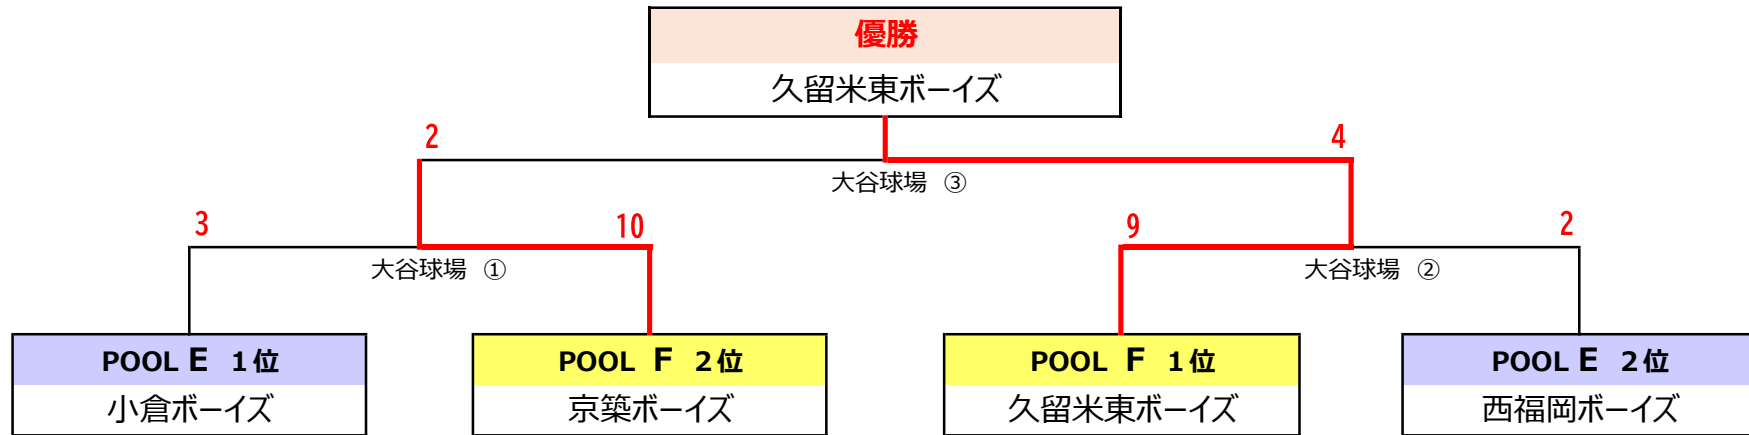 優勝
久留米東ボーイズ
2 4
大谷球場 ③
3 10 9 2
大谷球場 ① 大谷球場 ②
POOL E 1位 POOL F 2位 POOL F 1位 POOL E 2位
小倉ボーイズ 京築ボーイズ 久留米東ボーイズ 西福岡ボーイズ